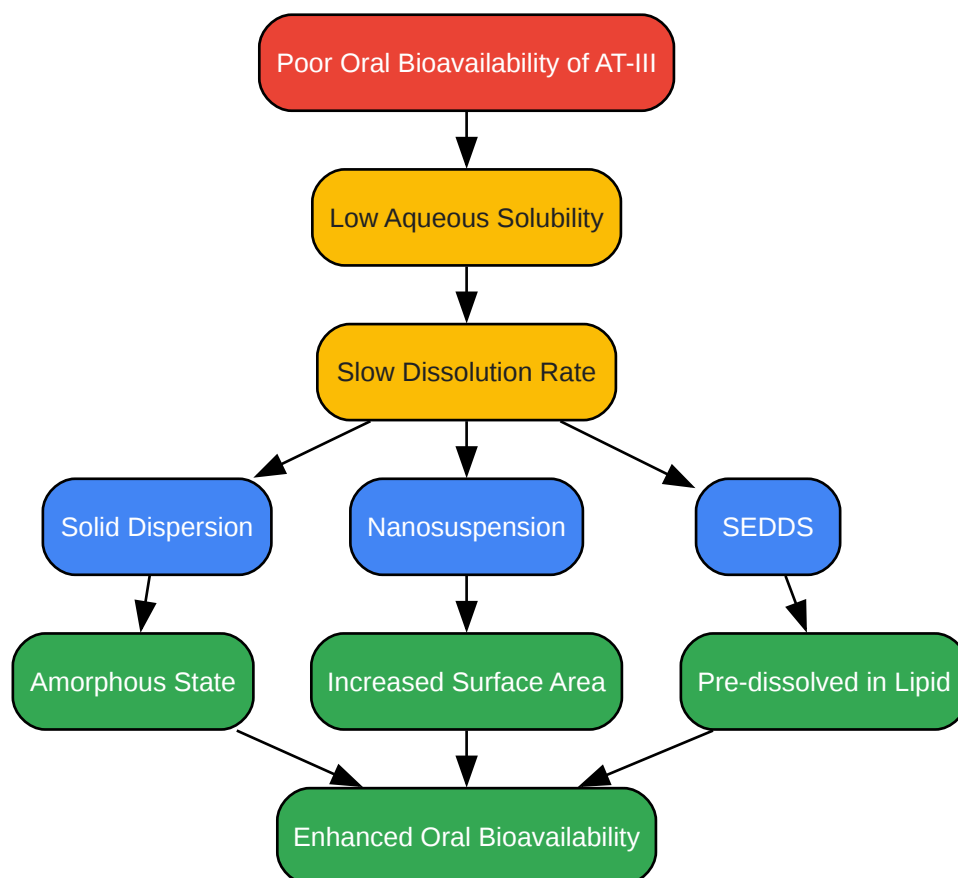 Poor Oral Bioavailability of AT-III
Low Aqueous Solubility
Slow Dissolution Rate
Solid Dispersion
Nanosuspension
SEDDS
Amorphous State
Increased Surface Area
Pre-dissolved in Lipid
Enhanced Oral Bioavailability